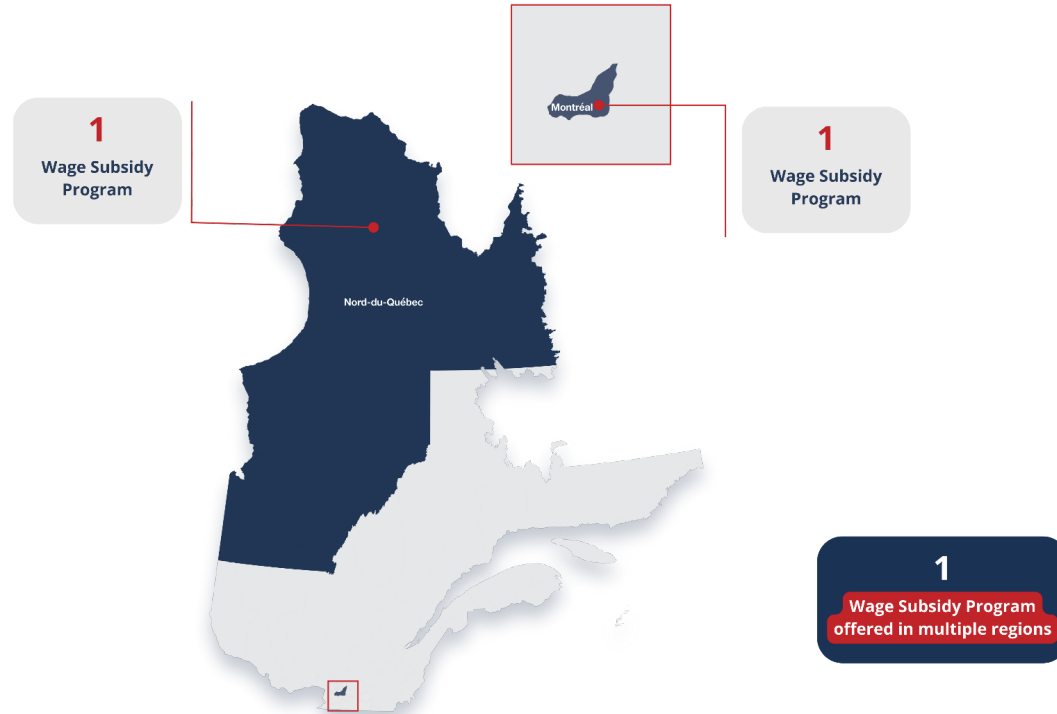 1
Wage Subsidy
Program
Montréal
1
Wage Subsidy
Program
Nord-du-Québec
1
Wage Subsidy Program
offered in multiple regions